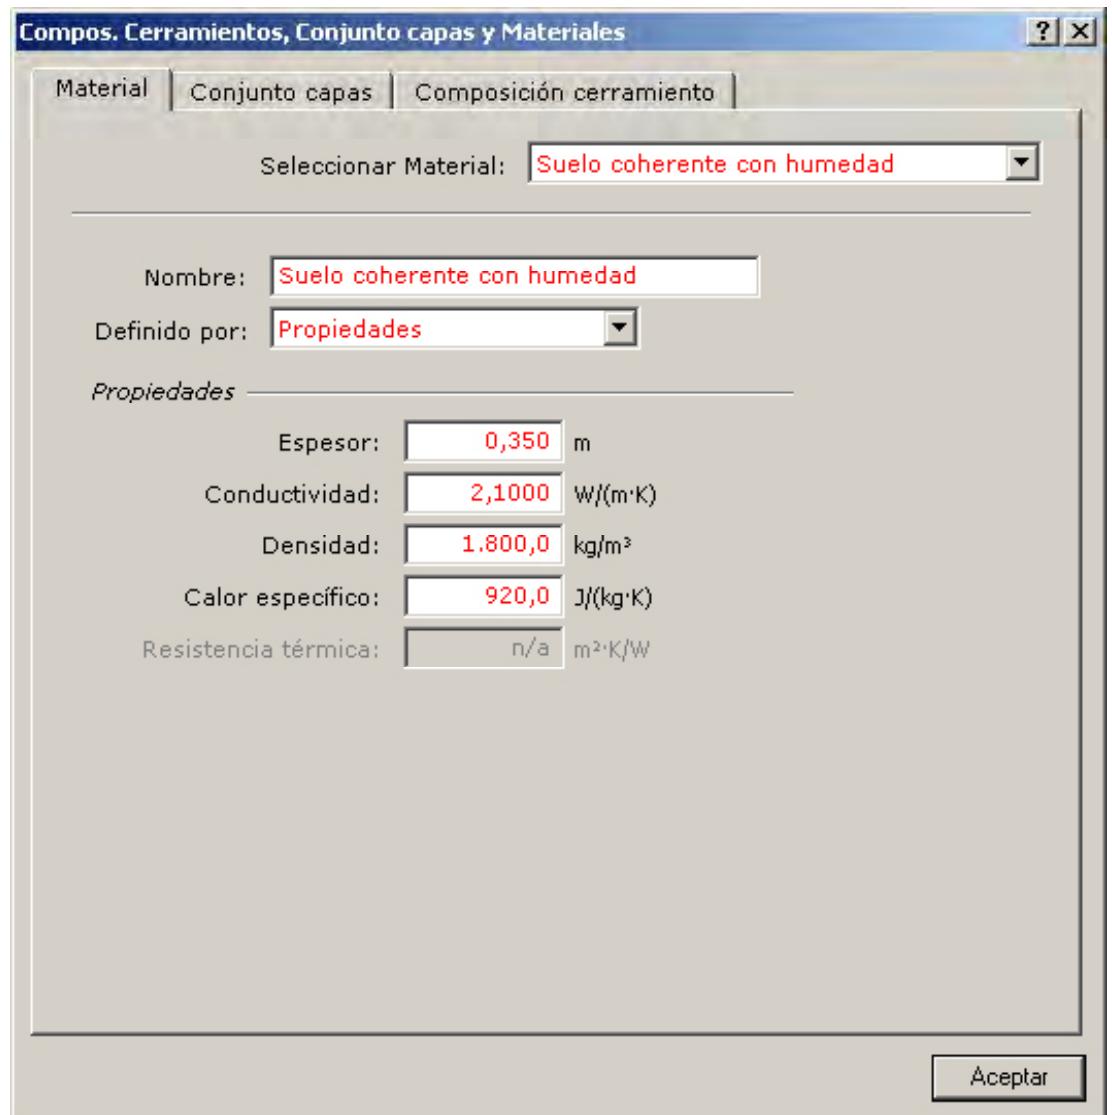 Compos. Cerramientos, Conjunto capas y Materiales
Material Conjunto capas Composición cerramiento
Seleccionar Material: Suelo coherente con humedad
Nombre: Suelo coherente con humedad
Definido por: Propiedades
Propiedades
Espesor: 0,350 m
Conductividad: 2,1000 W/(m·K)
Densidad: 1.800,0 kg/m³
Calor específico: 920,0 J/(kg·K)
Resistencia térmica: n/a m²·K/W
Aceptar